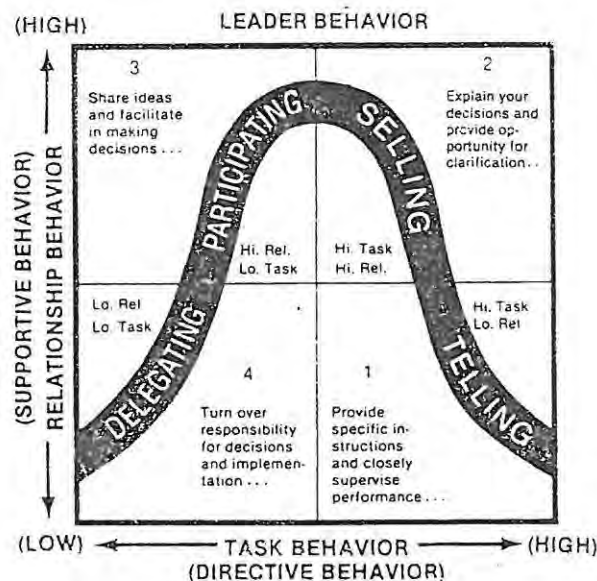 LEADER BEHAVIOR
(HIGH)
3
Share ideas
and facilitate
in making
decisions ...
2
Explain your
decisions and
provide op-
portunity for
clarification..
PARTICIPATING
SELLING
Hi. Rel.
Lo. Task
Hi. Task
Hi. Rel.
Lo. Rel
Lo. Task
Hi. Task
Lo. Rel
DELEGATING
TELLING
4
Turn over
responsibility
for decisions
and implemen-
tation ...
1
Provide
specific in-
structions
and closely
supervise
performance ...
(SUPPORTIVE BEHAVIOR)
RELATIONSHIP BEHAVIOR
(LOW)
TASK BEHAVIOR
(HIGH)
(DIRECTIVE BEHAVIOR)